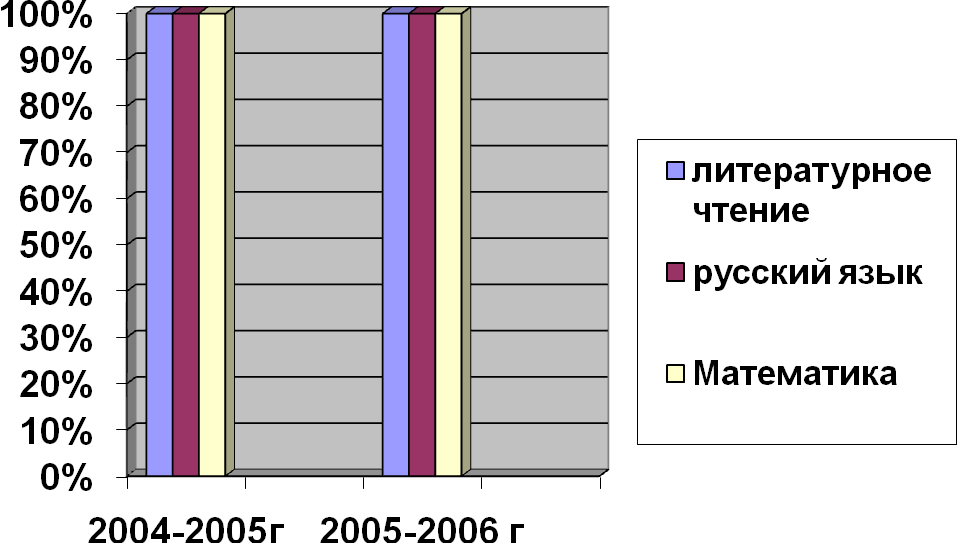 100%
90%
80%
70%
60%
50%
40%
30%
20%
10%
0%
2004-2005г
2005-2006 г
литературное
чтение
русский язык
Математика